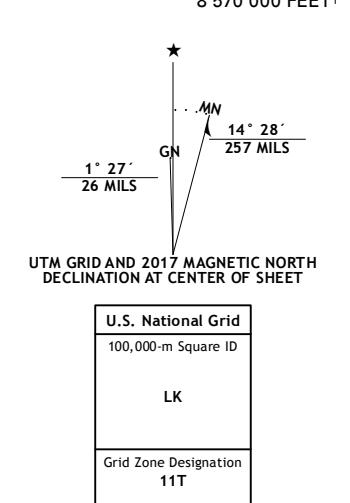 8 570 000 FEET
★
MN
GN
14° 28´
257 MILS
1° 27´
26 MILS
UTM GRID AND 2017 MAGNETIC NORTH
DECLINATION AT CENTER OF SHEET
U.S. National Grid
100,000-m Square ID
LK
Grid Zone Designation
11T